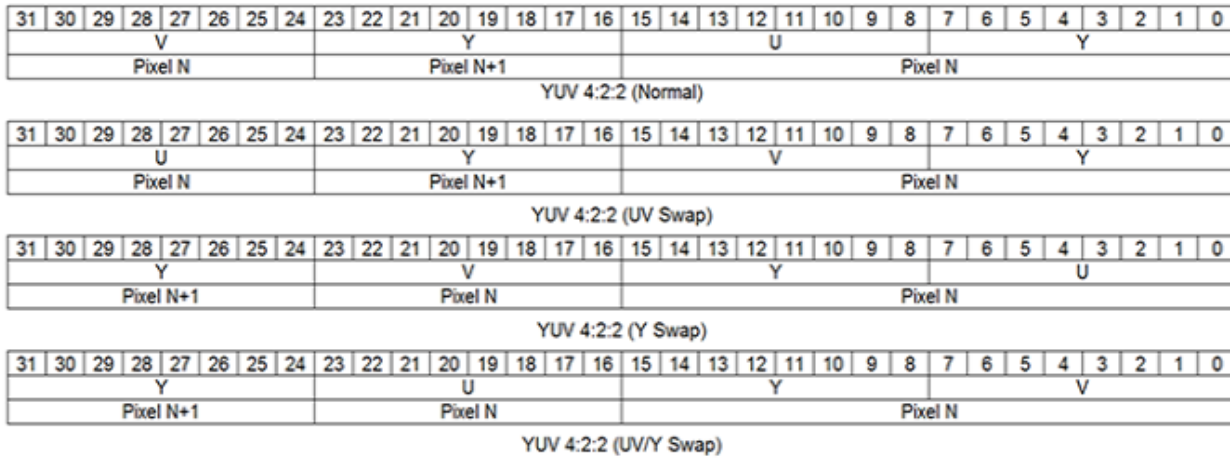 31 30 29 28 27 26 25 24 23 22 21 20 19 18 17 16 15 14 13 12 11 10 9 8 7 6 5 4 3 2 1 0
V Y U Y
Pixel N Pixel N+1 Pixel N
YUV 4:2:2 (Normal)
31 30 29 28 27 26 25 24 23 22 21 20 19 18 17 16 15 14 13 12 11 10 9 8 7 6 5 4 3 2 1 0
U Y V Y
Pixel N Pixel N+1 Pixel N
YUV 4:2:2 (UV Swap)
31 30 29 28 27 26 25 24 23 22 21 20 19 18 17 16 15 14 13 12 11 10 9 8 7 6 5 4 3 2 1 0
Y V Y U
Pixel N+1 Pixel N Pixel N
YUV 4:2:2 (Y Swap)
31 30 29 28 27 26 25 24 23 22 21 20 19 18 17 16 15 14 13 12 11 10 9 8 7 6 5 4 3 2 1 0
Y U Y V
Pixel N+1 Pixel N Pixel N
YUV 4:2:2 (UV/Y Swap)